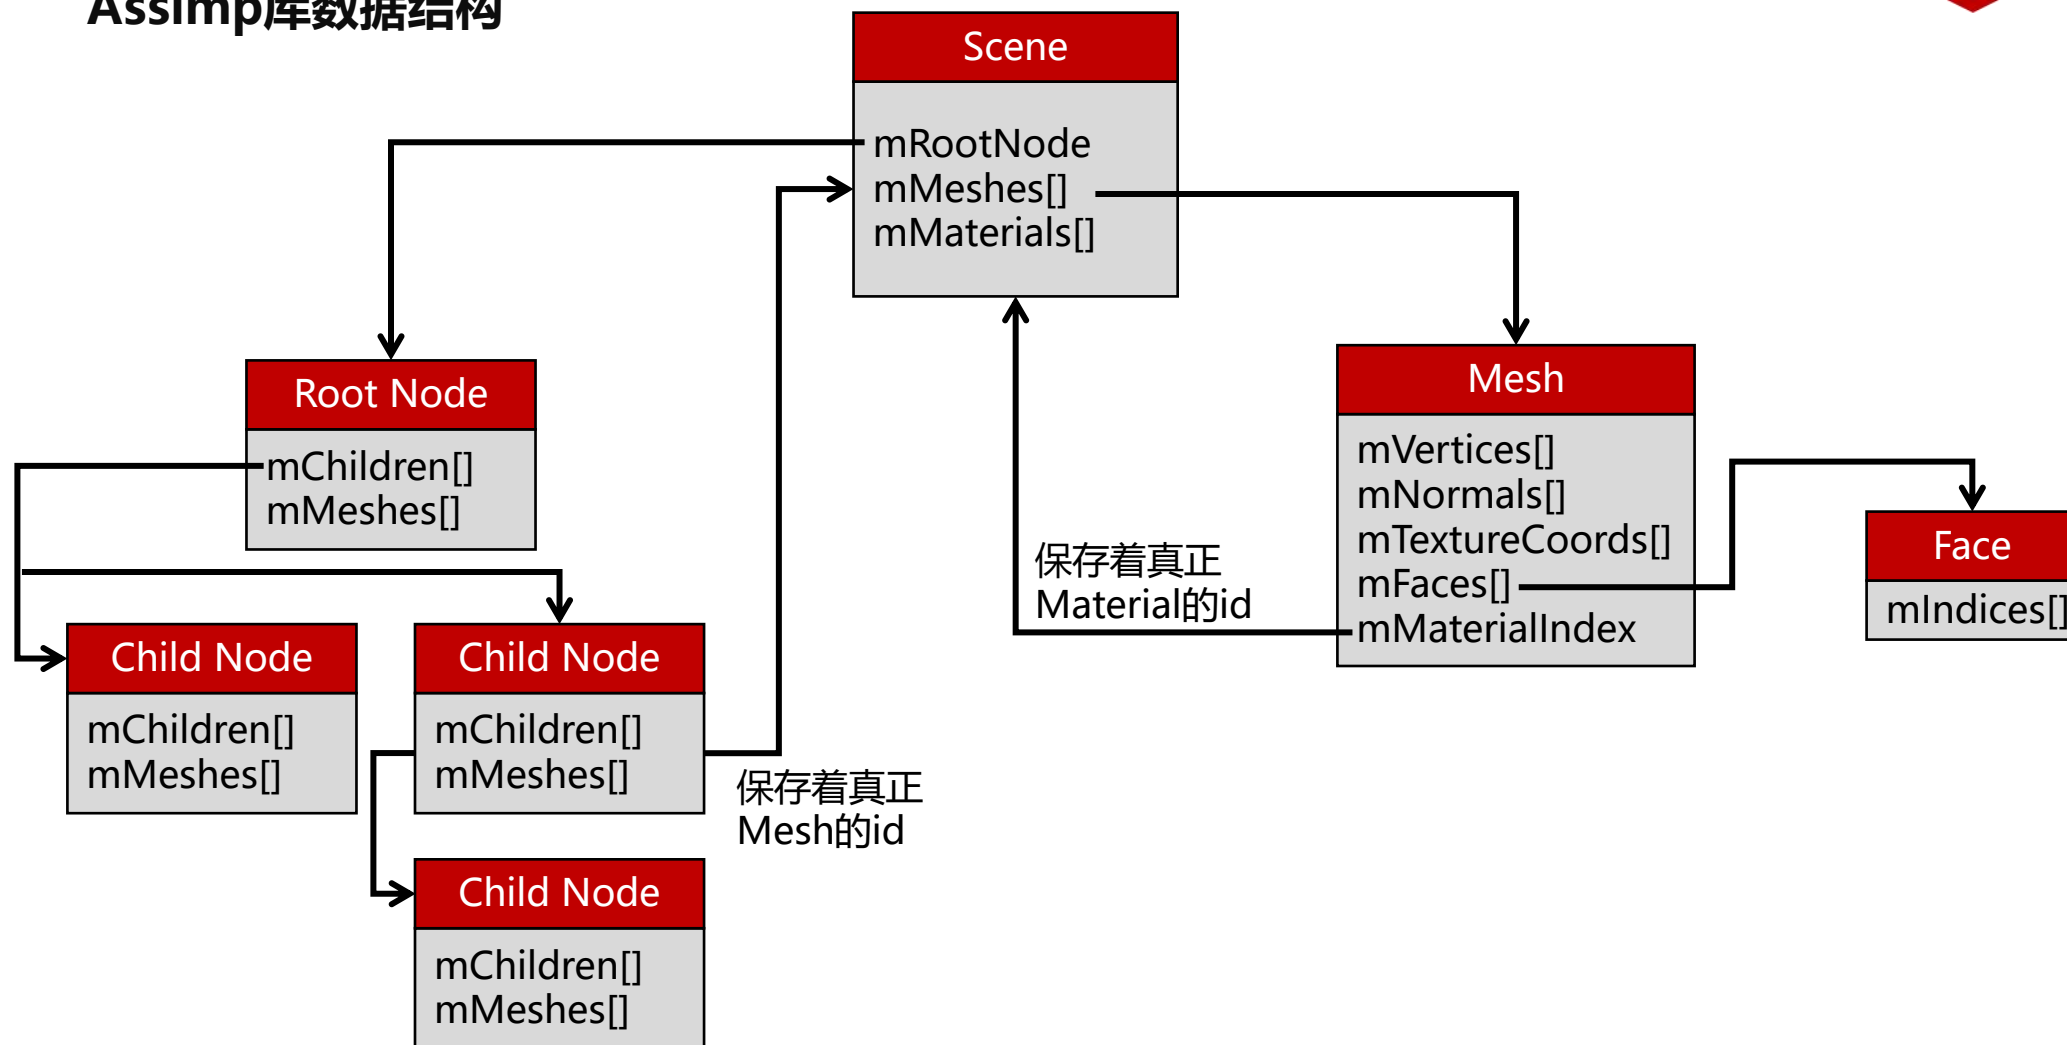 Assimp库数据结构
Scene
mRootNode
mMeshes[]
mMaterials[]
Root Node
mChildren[]
mMeshes[]
Mesh
mVertices[]
mNormals[]
mTextureCoords[]
mFaces[]
mMaterialIndex
Face
mIndices[]
保存着真正
Material的id
Child Node
mChildren[]
mMeshes[]
Child Node
mChildren[]
mMeshes[]
保存着真正
Mesh的id
Child Node
mChildren[]
mMeshes[]